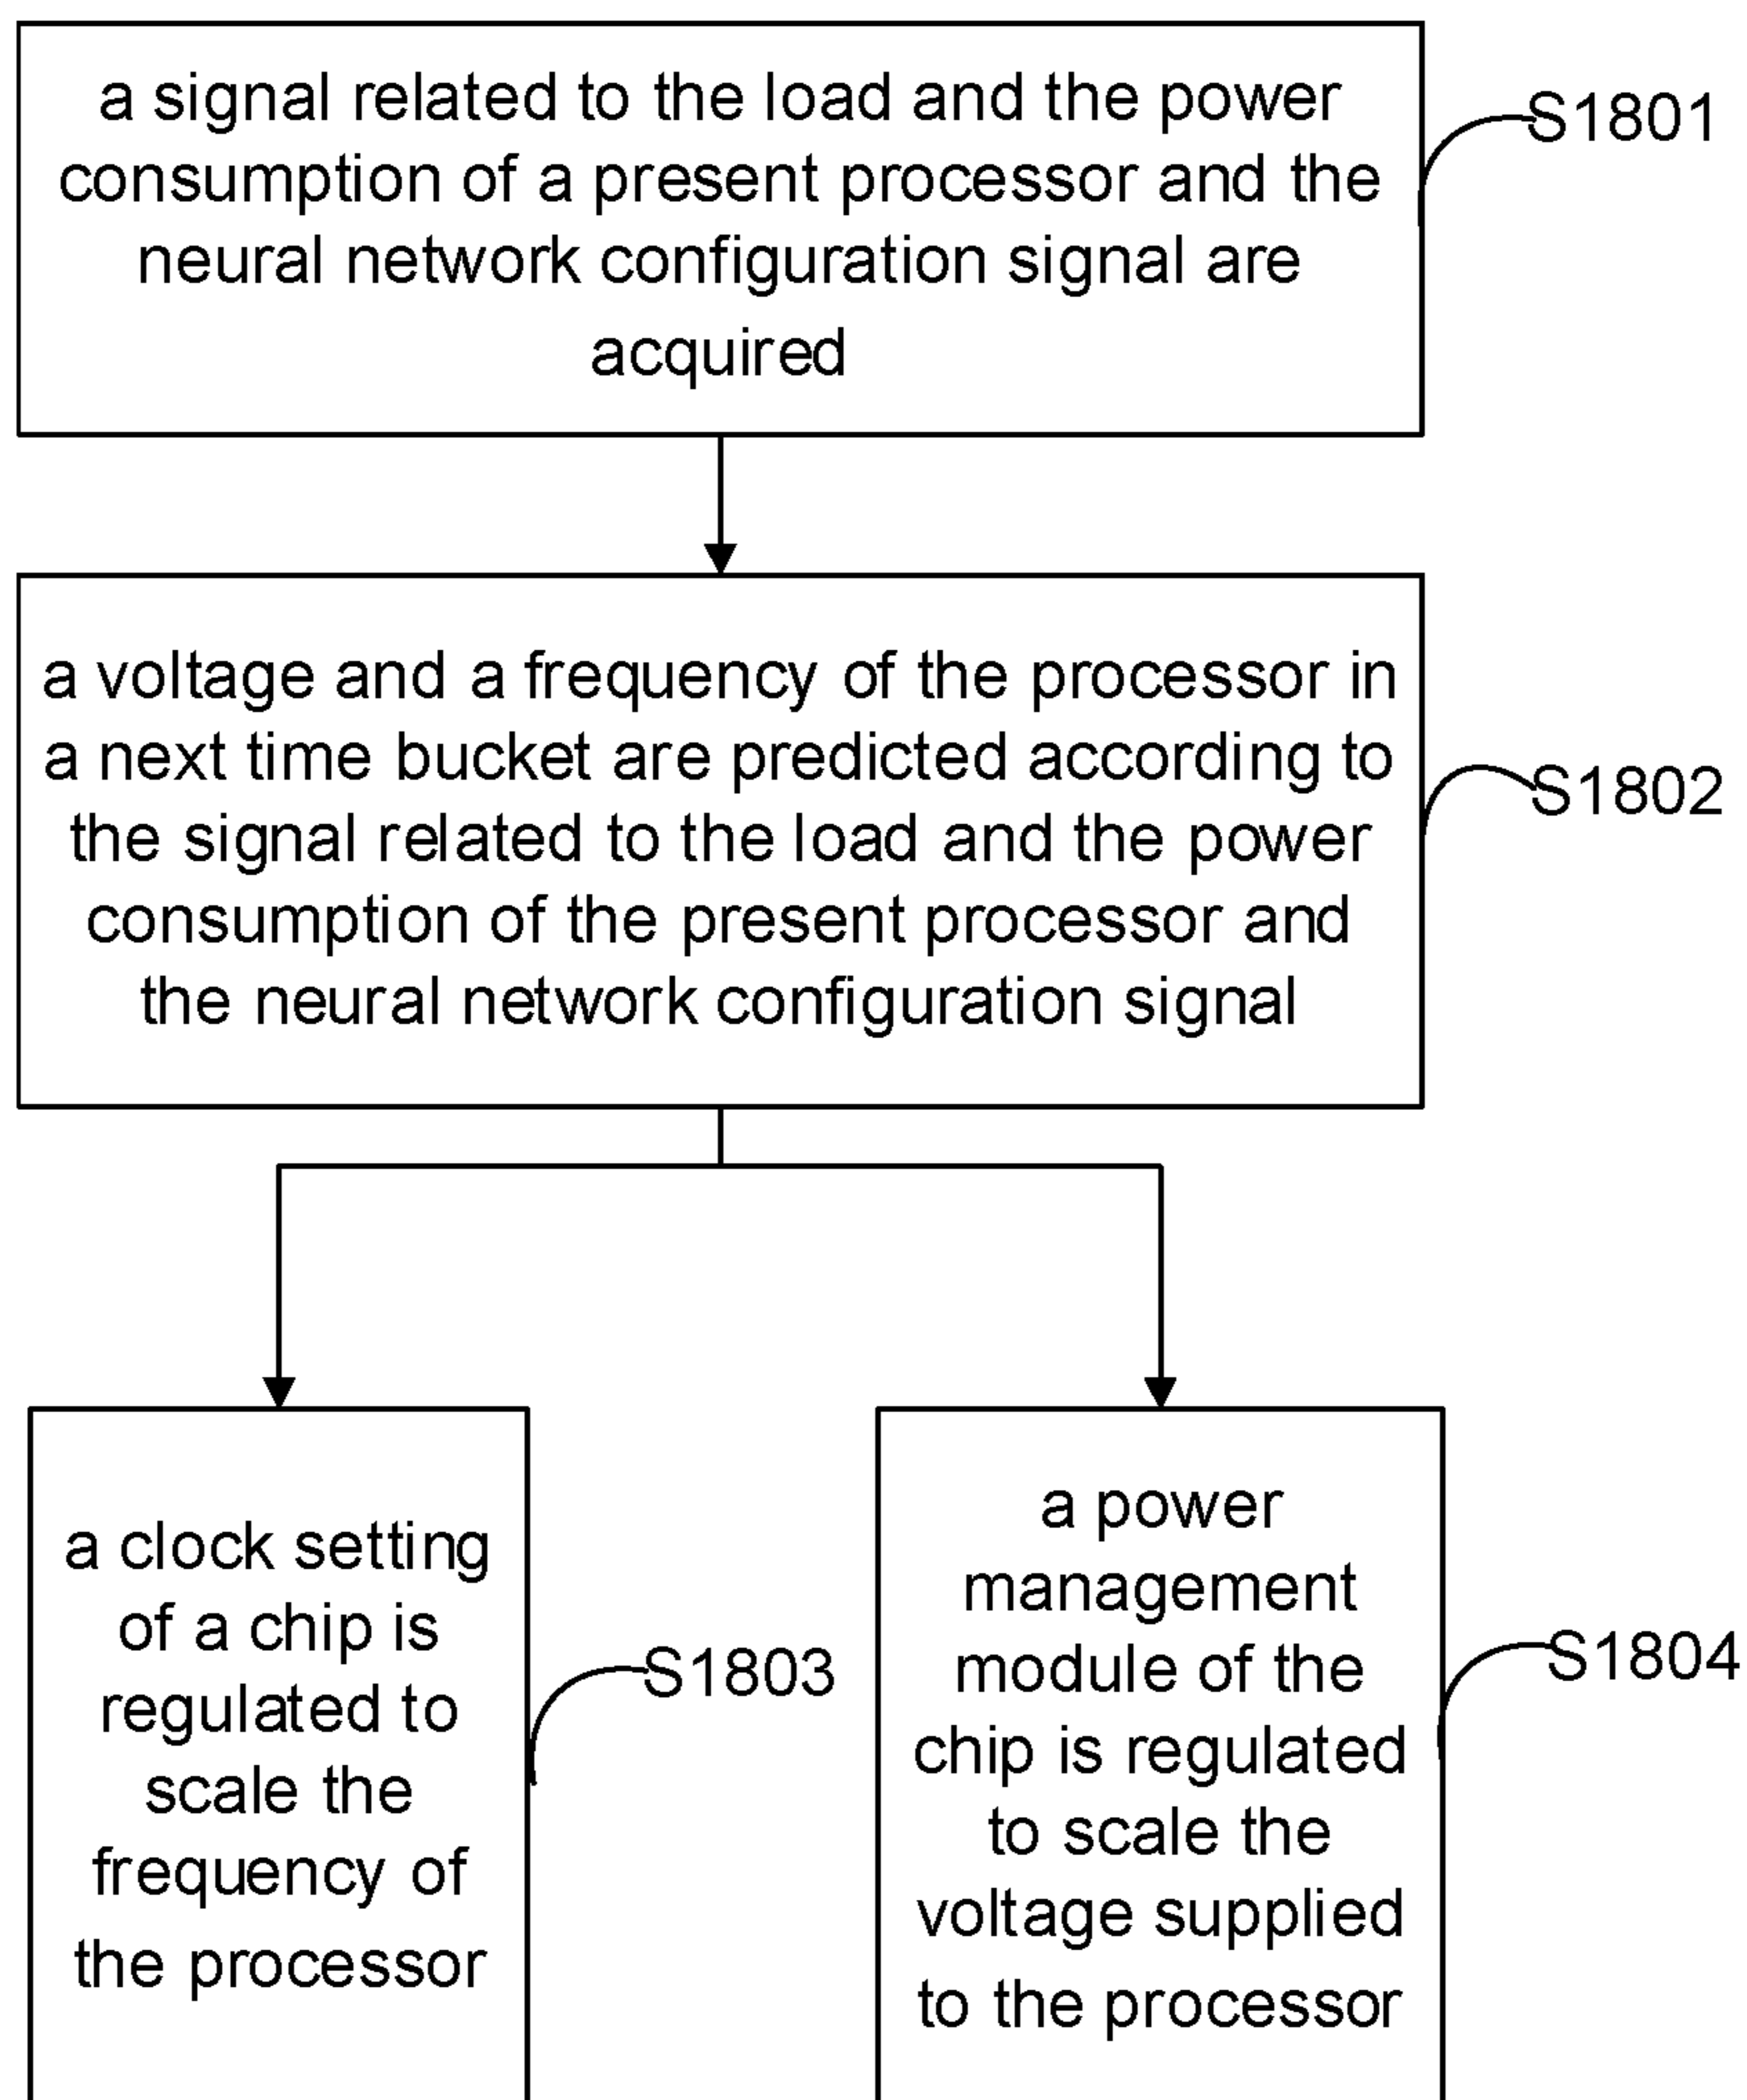 a signal related to the load and the power
consumption of a present processor and the
neural network configuration signal are
acquired
S1801
a voltage and a frequency of the processor in
a next time bucket are predicted according to
the signal related to the load and the power
consumption of the present processor and
the neural network configuration signal
S1802
a clock setting
of a chip is
regulated to
scale the
frequency of
the processor
S1803
a power
management
module of the
chip is regulated
to scale the
voltage supplied
to the processor
S1804